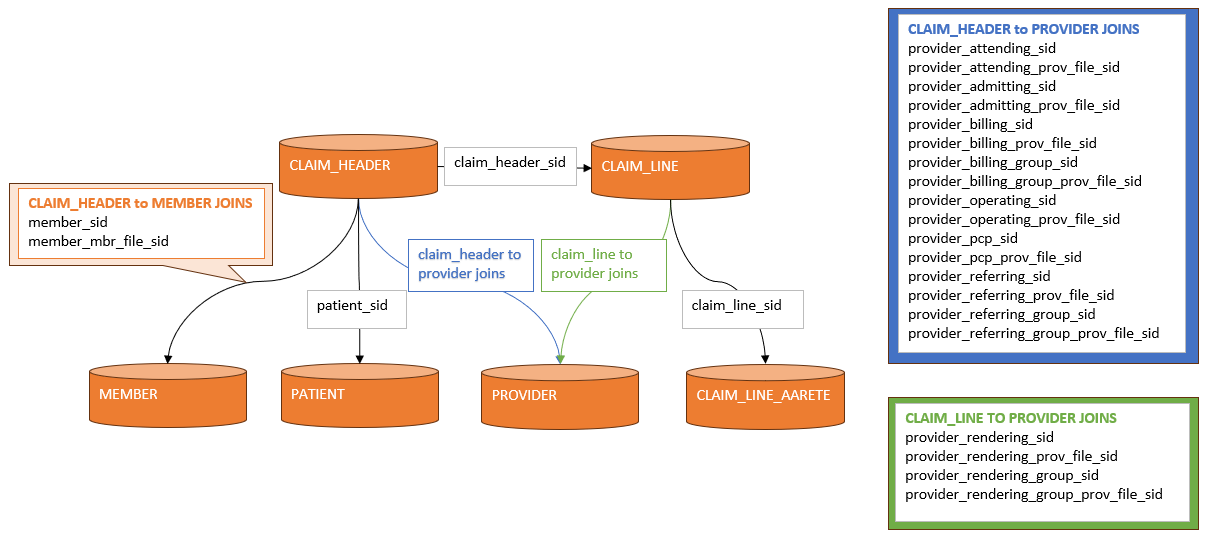 CLAIM_HEADER to PROVIDER JOINS
provider_attending_sid
provider_attending_prov_file_sid
provider_admitting_sid
provider_admitting_prov_file_sid
provider_billing_sid
provider_billing_prov_file_sid
provider_billing_group_sid
provider_billing_group_prov_file_sid
provider_operating_sid
provider_operating_prov_file_sid
provider_pcp_sid
provider_pcp_prov_file_sid
provider_referring_sid
provider_referring_prov_file_sid
provider_referring_group_sid
provider_referring_group_prov_file_sid
CLAIM_HEADER
claim_header_sid
CLAIM_LINE
CLAIM_HEADER to MEMBER JOINS
member_sid
member_mbr_file_sid
claim_header to
provider joins
claim_line to
provider joins
patient_sid
claim_line_sid
MEMBER
PATIENT
PROVIDER
CLAIM_LINE_AARETE
CLAIM_LINE TO PROVIDER JOINS
provider_rendering_sid
provider_rendering_prov_file_sid
provider_rendering_group_sid
provider_rendering_group_prov_file_sid